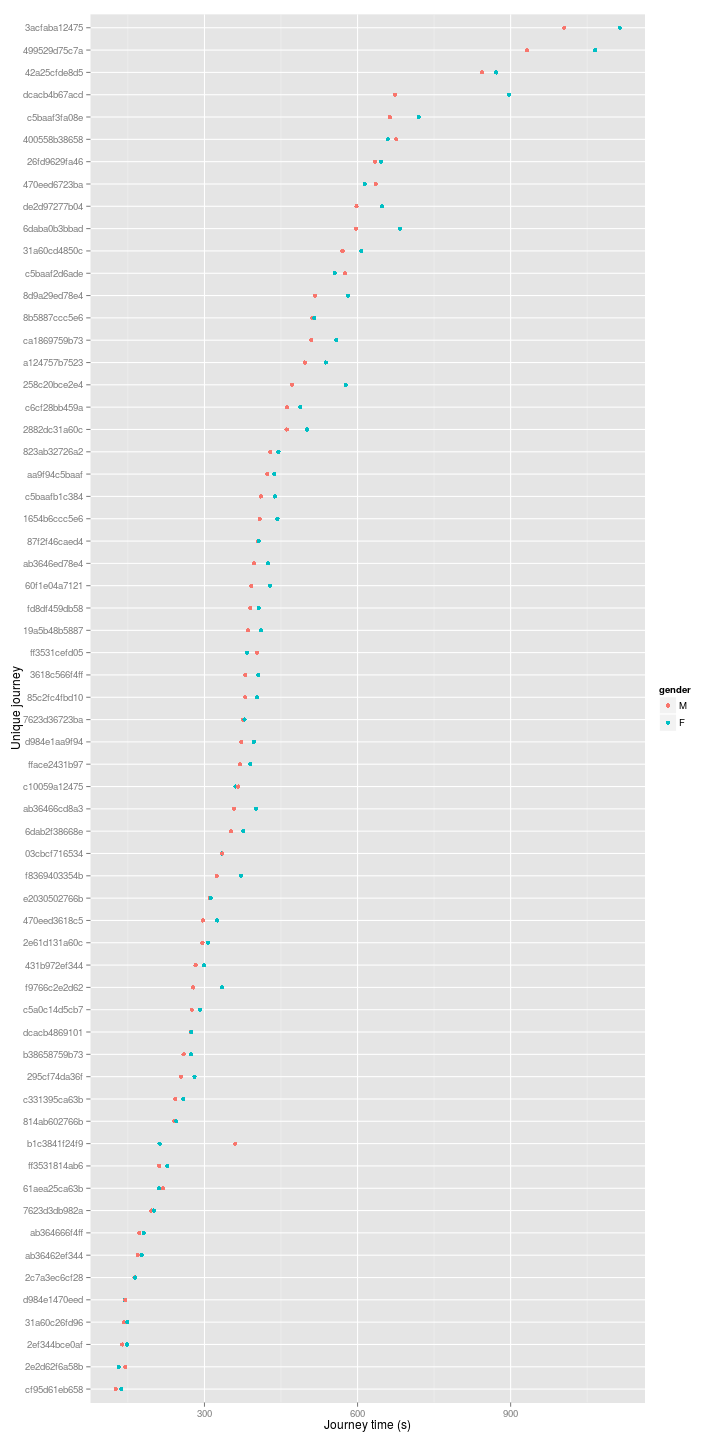 3acfaba12475
499529d75c7a
42a25cfde8d5
dcacb4b67acd
c5baaf3fa08e
400558b38658
26fd9629fa46
470eed6723ba
de2d97277b04
6daba0b3bbad
31a60cd4850c
c5baaf2d6ade
8d9a29ed78e4
8b5887ccc5e6
ca1869759b73
a124757b7523
258c20bce2e4
c6cf28bb459a
2882dc31a60c
823ab32726a2
aa9f94c5baaf
c5baafb1c384
1654b6ccc5e6
87f2f46caed4
ab3646ed78e4
60f1e04a7121
fd8df459db58
19a5b48b5887
ff3531cefd05
3618c566f4ff
85c2fc4fbd10
7623d36723ba
d984e1aa9f94
fface2431b97
c10059a12475
ab36466cd8a3
6dab2f38668e
03cbcf716534
f8369403354b
e2030502766b
470eed3618c5
2e61d131a60c
431b972ef344
f9766c2e2d62
c5a0c14d5cb7
dcacb4869101
b38658759b73
295cf74da36f
c331395ca63b
814ab602766b
b1c3841f24f9
ff3531814ab6
61aea25ca63b
7623d3db982a
ab364666f4ff
ab36462ef344
2c7a3ec6cf28
d984e1470eed
31a60c26fd96
2ef344bce0af
2e2d62f6a58b
cf95d61eb658
Unique journey
300 600 900
Journey time (s)
gender
M
F